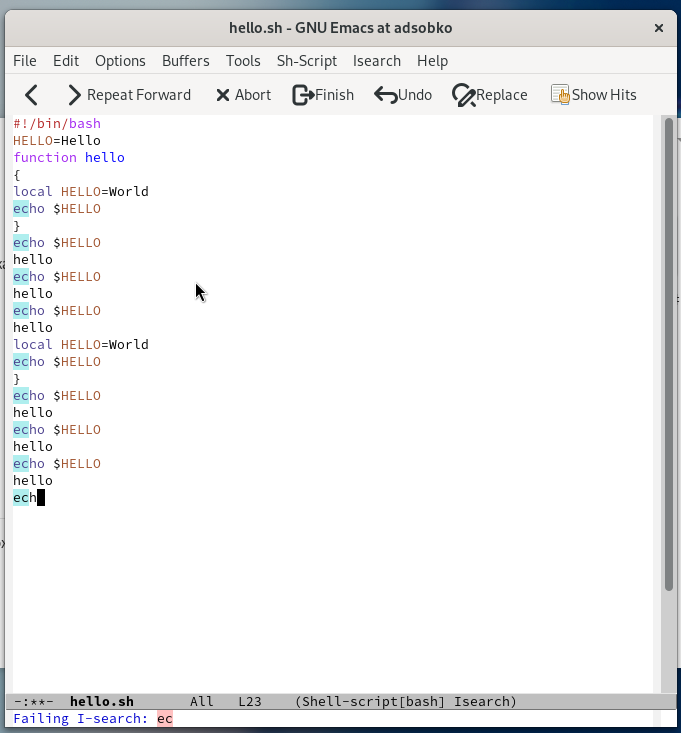 hello.sh - GNU Emacs at adsobko ×
File Edit Options Buffers Tools Sh-Script Isearch Help
Repeat Forward Abort Finish Undo Replace Show Hits
#!/bin/bash
HELLO=Hello
function hello
{
local HELLO=World
echo $HELLO
}
echo $HELLO
hello
echo $HELLO
hello
echo $HELLO
hello
local HELLO=World
echo $HELLO
}
echo $HELLO
hello
echo $HELLO
hello
echo $HELLO
hello
ech
-:**- hello.sh All L23 (Shell-script[bash] Isearch)
Failing I-search: ec